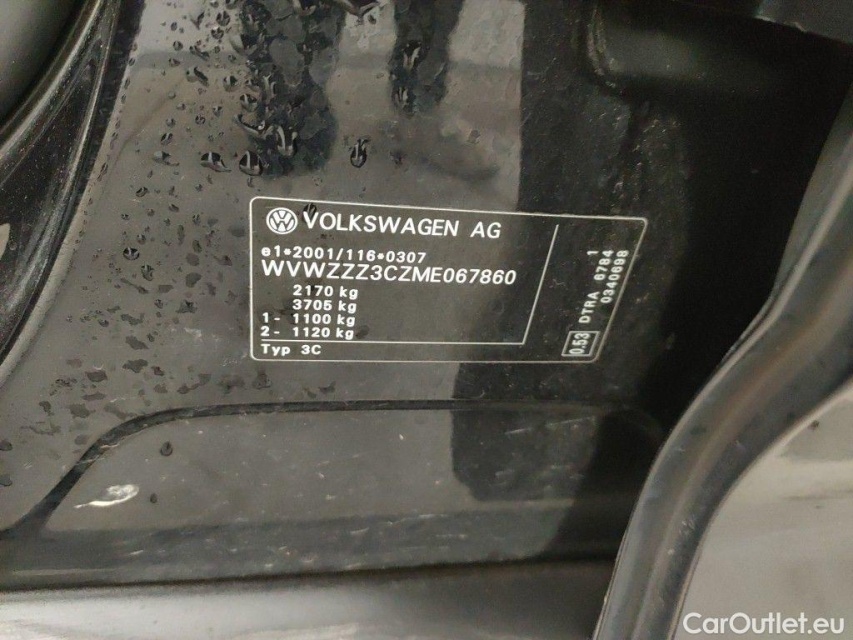 VOLKSWAGEN AG
e1*2001/116*0307
WVWZZZ3CZME067860
2170 kg
3705 kg
1- 1100 kg
2- 1120 kg
Typ 3C
0.53
DTRA 6784 1
0340698
CarOutlet.eu